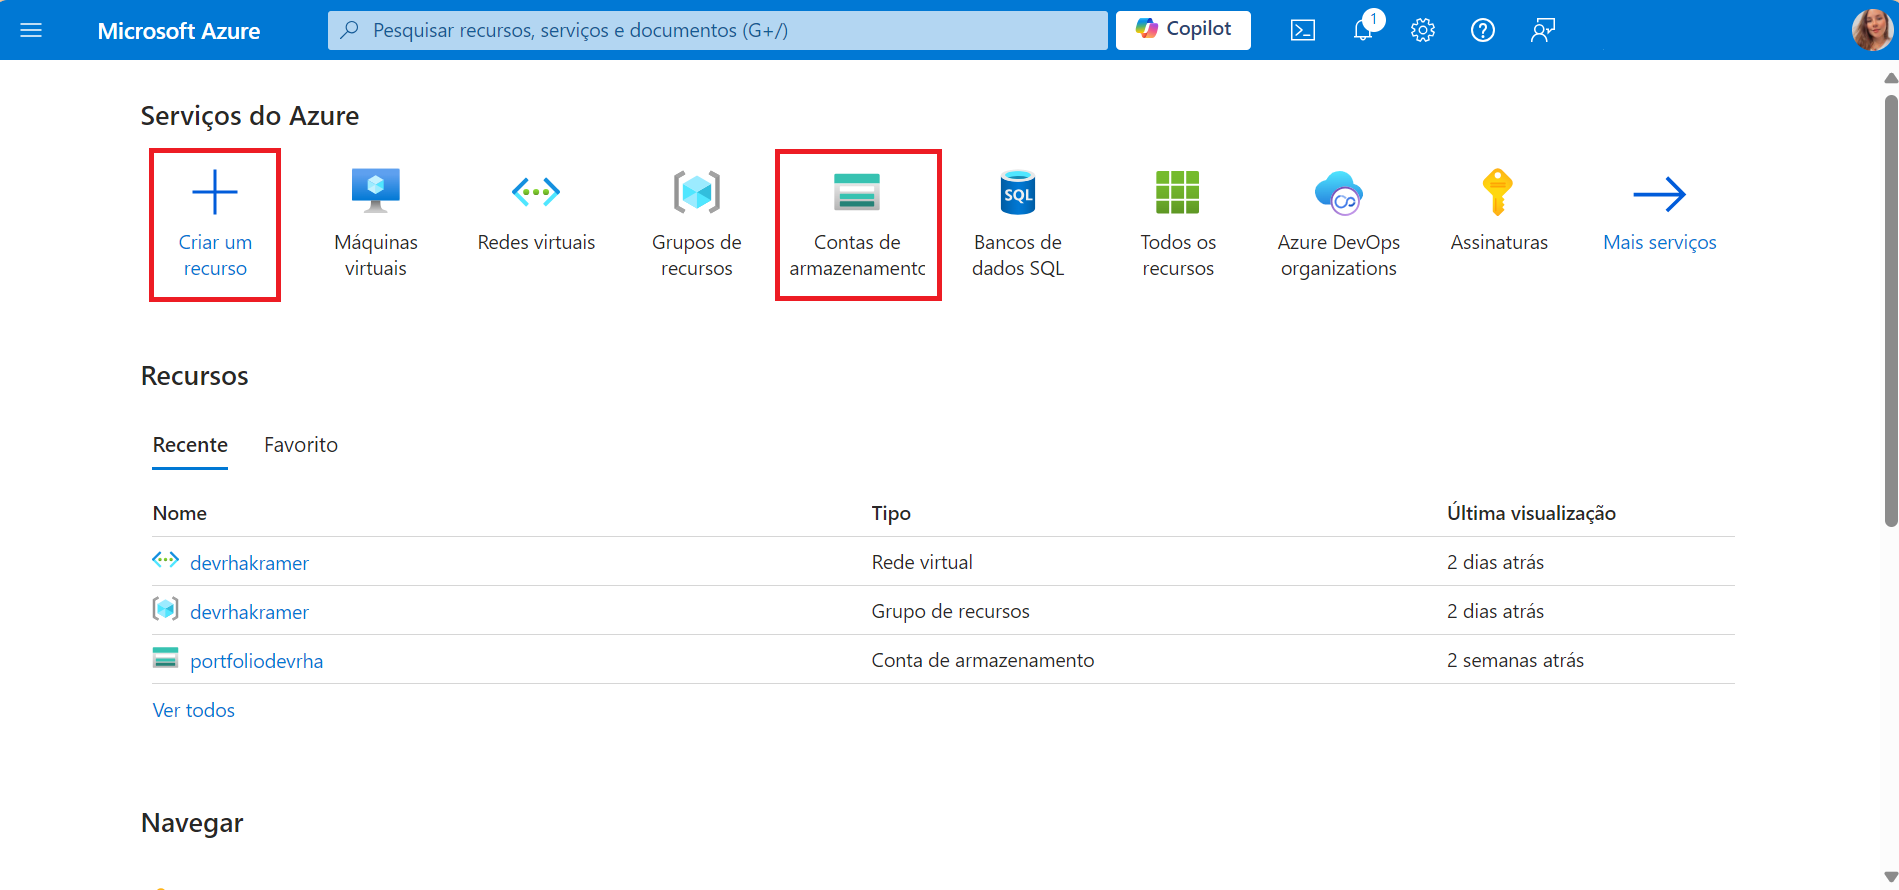 Microsoft Azure
Pesquisar recursos, serviços e documentos (G+/)
Copilot
1
Serviços do Azure
Criar um
recurso
Máquinas
virtuais
Redes virtuais
Grupos de
recursos
Contas de
armazenamento
SQL
Bancos de
dados SQL
Todos os
recursos
Azure DevOps
organizations
Assinaturas
Mais serviços
Recursos
Recente
Favorito
Nome Tipo Última visualização
devrhakramer Rede virtual 2 dias atrás
devrhakramer Grupo de recursos 2 dias atrás
portfoliodevrha Conta de armazenamento 2 semanas atrás
Ver todos
Navegar